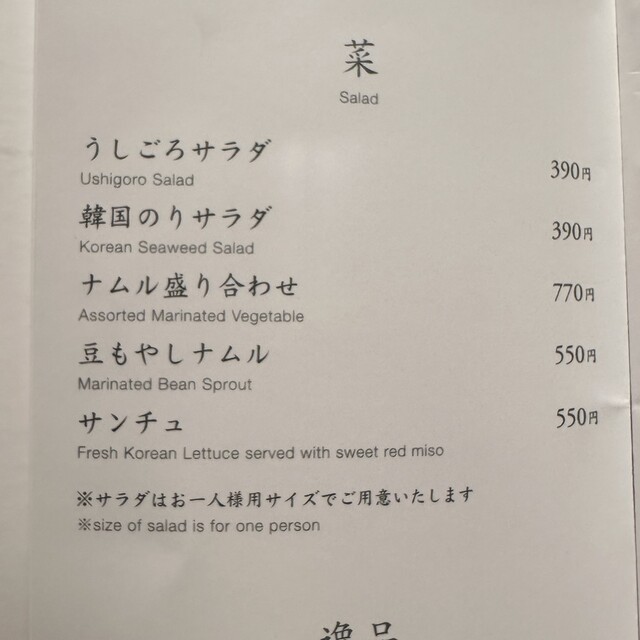 菜
Salad
うしごろサラダ 390円
Ushigoro Salad
韓国のりサラダ 390円
Korean Seaweed Salad
ナムル盛り合わせ 770円
Assorted Marinated Vegetable
豆もやしナムル 550円
Marinated Bean Sprout
サンチュ 550円
Fresh Korean Lettuce served with sweet red miso
※サラダはお一人様用サイズでご用意いたします
※size of salad is for one person
逸品